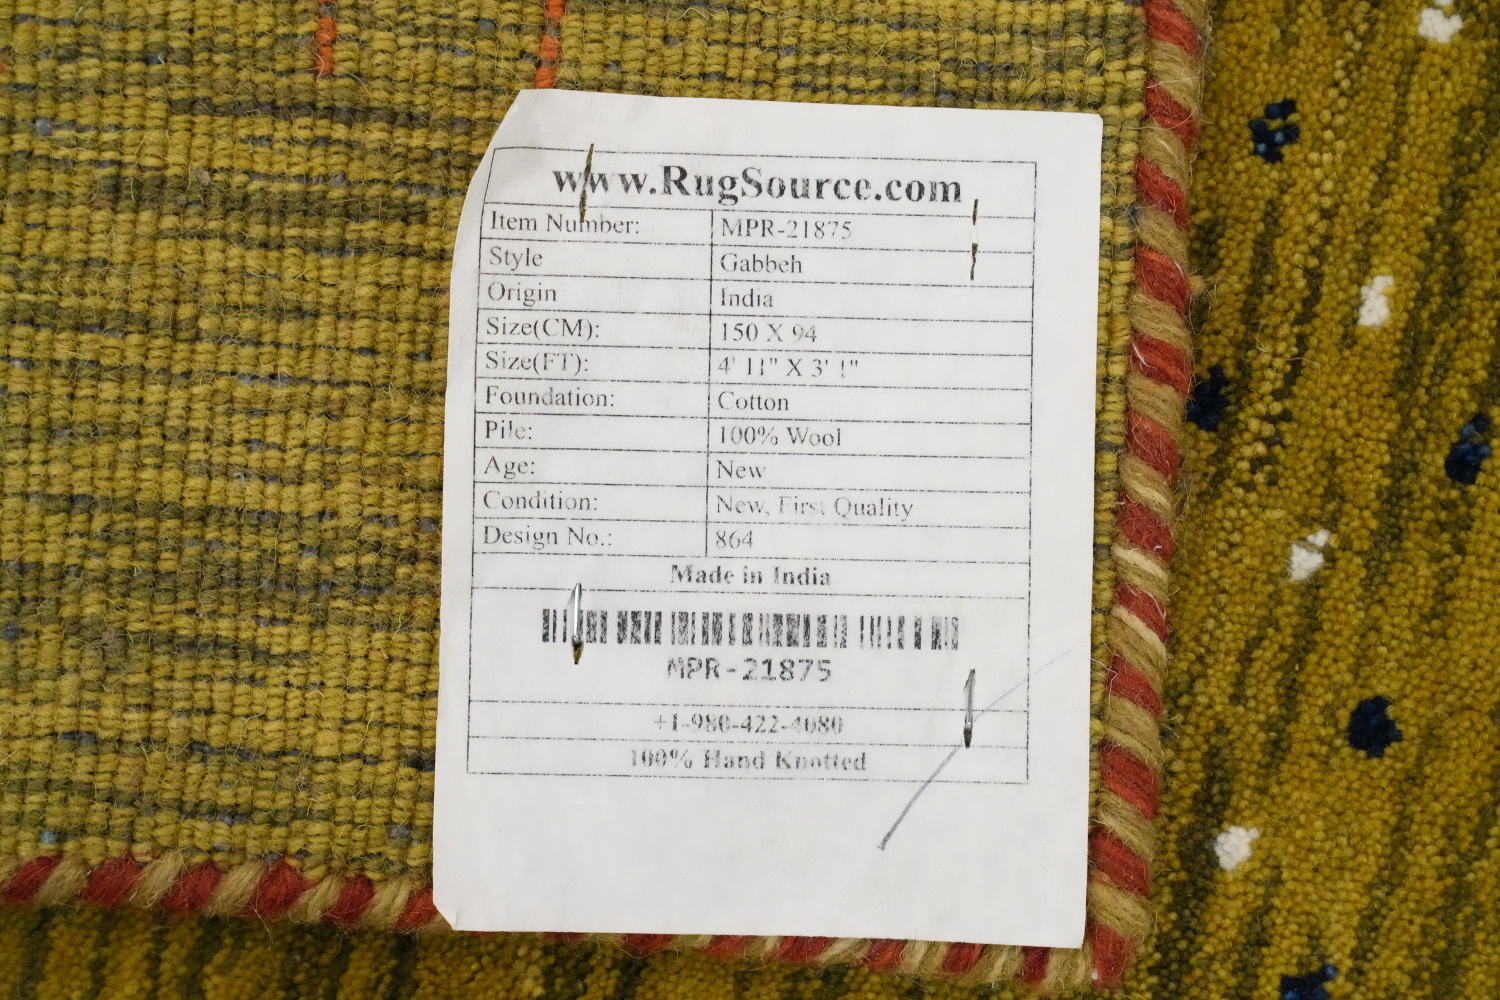 www.RugSource.com
Item Number: MPR-21875
Style Gabbeh
Origin India
Size(CM): 150 X 94
Size(FT): 4' 11" X 3' 1"
Foundation: Cotton
Pile: 100% Wool
Age: New
Condition: New, First Quality
Design No.: 864
Made in India
MPR-21875
+1-980-422-4080
100% Hand Knotted